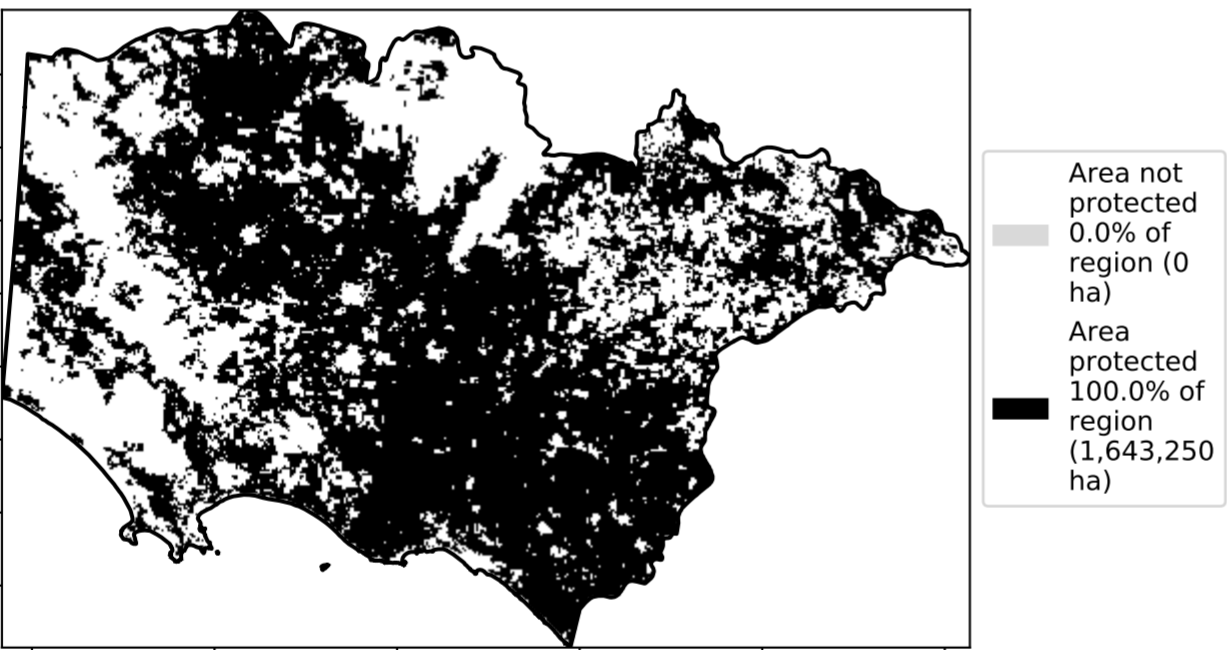 Area not
protected
0.0% of
region (0
ha)
Area
protected
100.0% of
region
(1,643,250
ha)